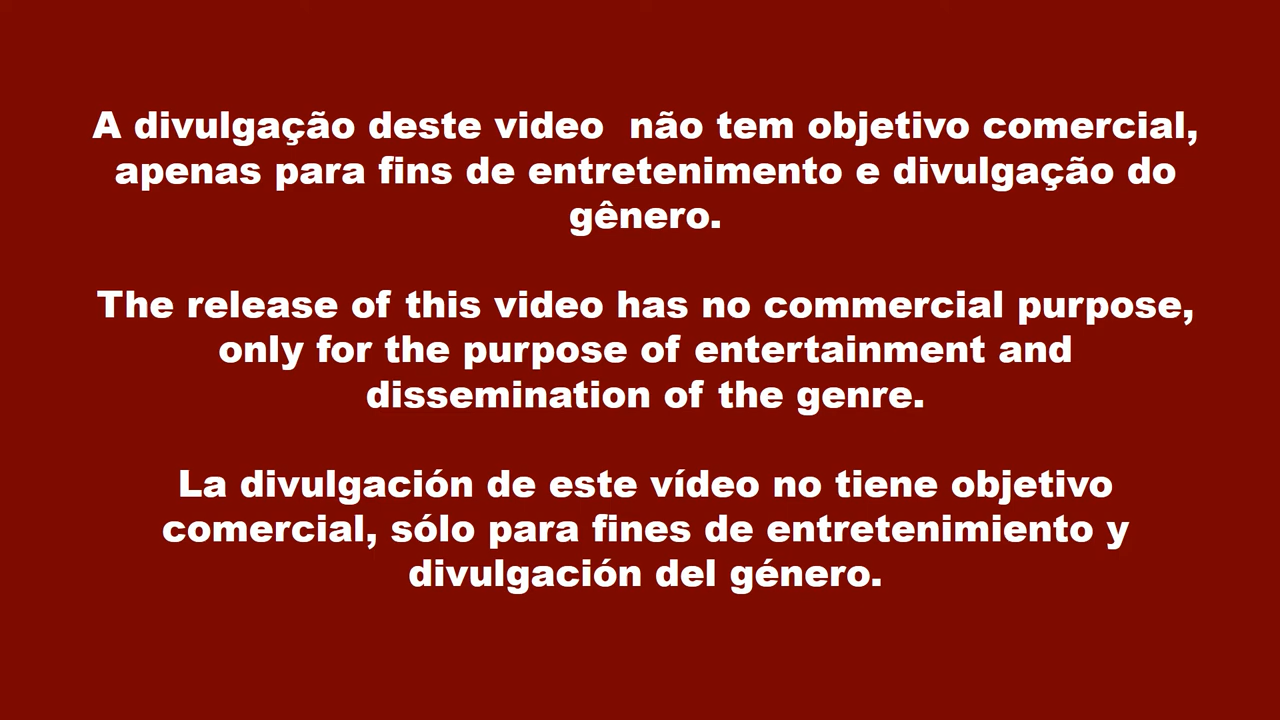 A divulgação deste video  não tem objetivo comercial,
apenas para fins de entretenimento e divulgação do
gênero.
The release of this video has no commercial purpose,
only for the purpose of entertainment and
dissemination of the genre.
La divulgación de este vídeo no tiene objetivo
comercial, sólo para fines de entretenimiento y
divulgación del género.